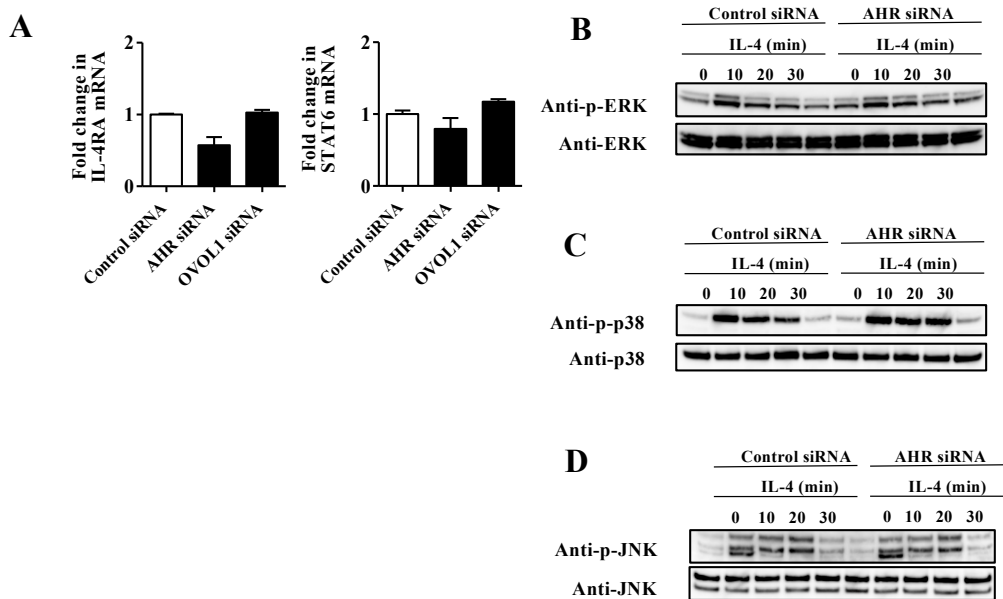 A
Fold change in
IL-4RA mRNA
2
1
0
Control siRNA
AHR siRNA
OVOL1 siRNA
Fold change in
STAT6 mRNA
2
1
0
Control siRNA
AHR siRNA
OVOL1 siRNA
B
Control siRNA AHR siRNA
IL-4 (min) IL-4 (min)
0 10 20 30 0 10 20 30
Anti-p-ERK
Anti-ERK
C
Control siRNA AHR siRNA
IL-4 (min) IL-4 (min)
0 10 20 30 0 10 20 30
Anti-p-p38
Anti-p38
D
Control siRNA AHR siRNA
IL-4 (min) IL-4 (min)
0 10 20 30 0 10 20 30
Anti-p-JNK
Anti-JNK